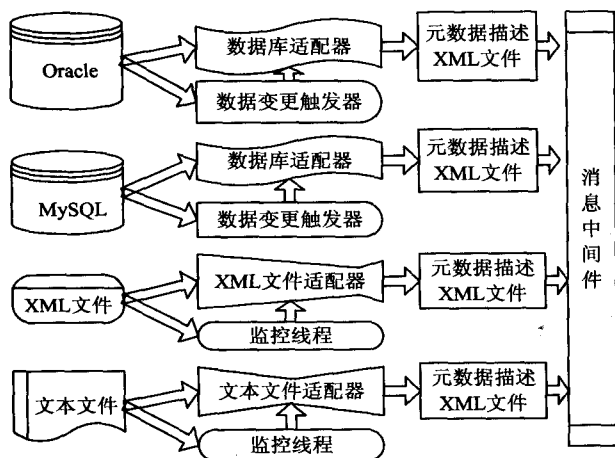 Oracle
数据库适配器
数据变更触发器
元数据描述
XML文件
MySQL
数据库适配器
数据变更触发器
元数据描述
XML文件
XML文件
XML文件适配器
监控线程
元数据描述
XML文件
文本文件
文本文件适配器
监控线程
元数据描述
XML文件
消息中间件